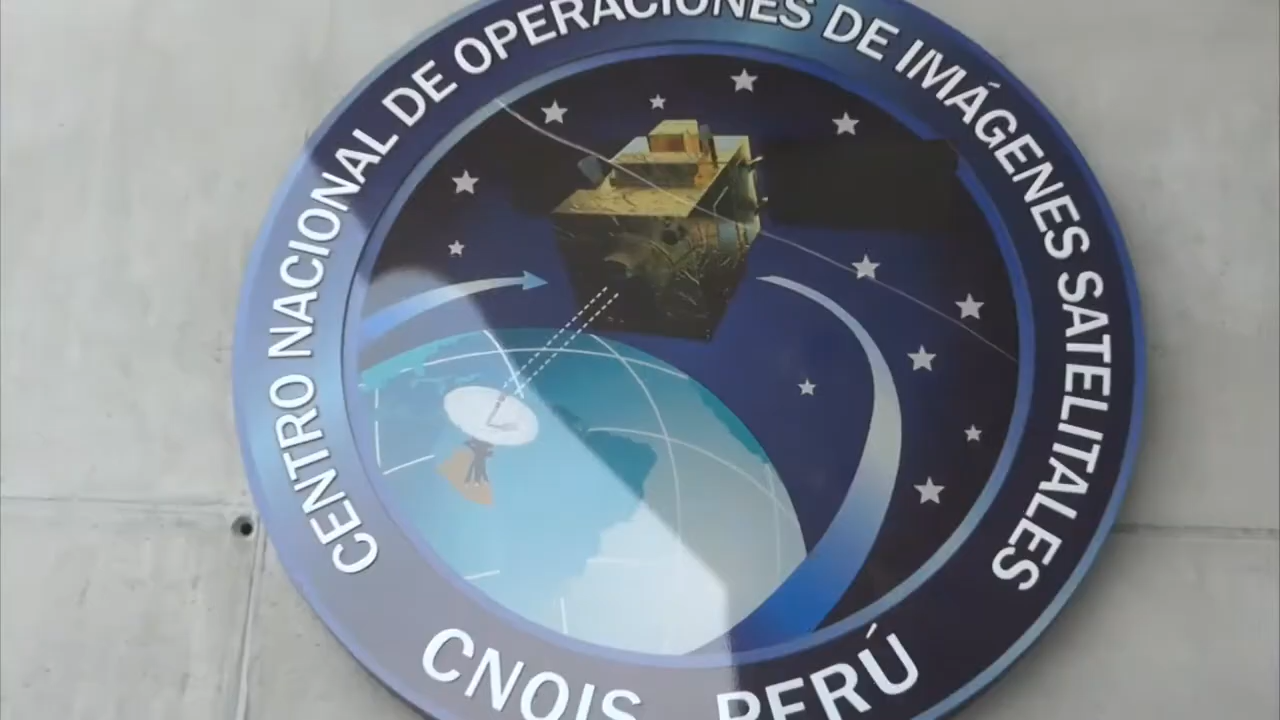 CENTRO NACIONAL DE OPERACIONES DE IMÁGENES SATELITALES
CNOIS PERÚ